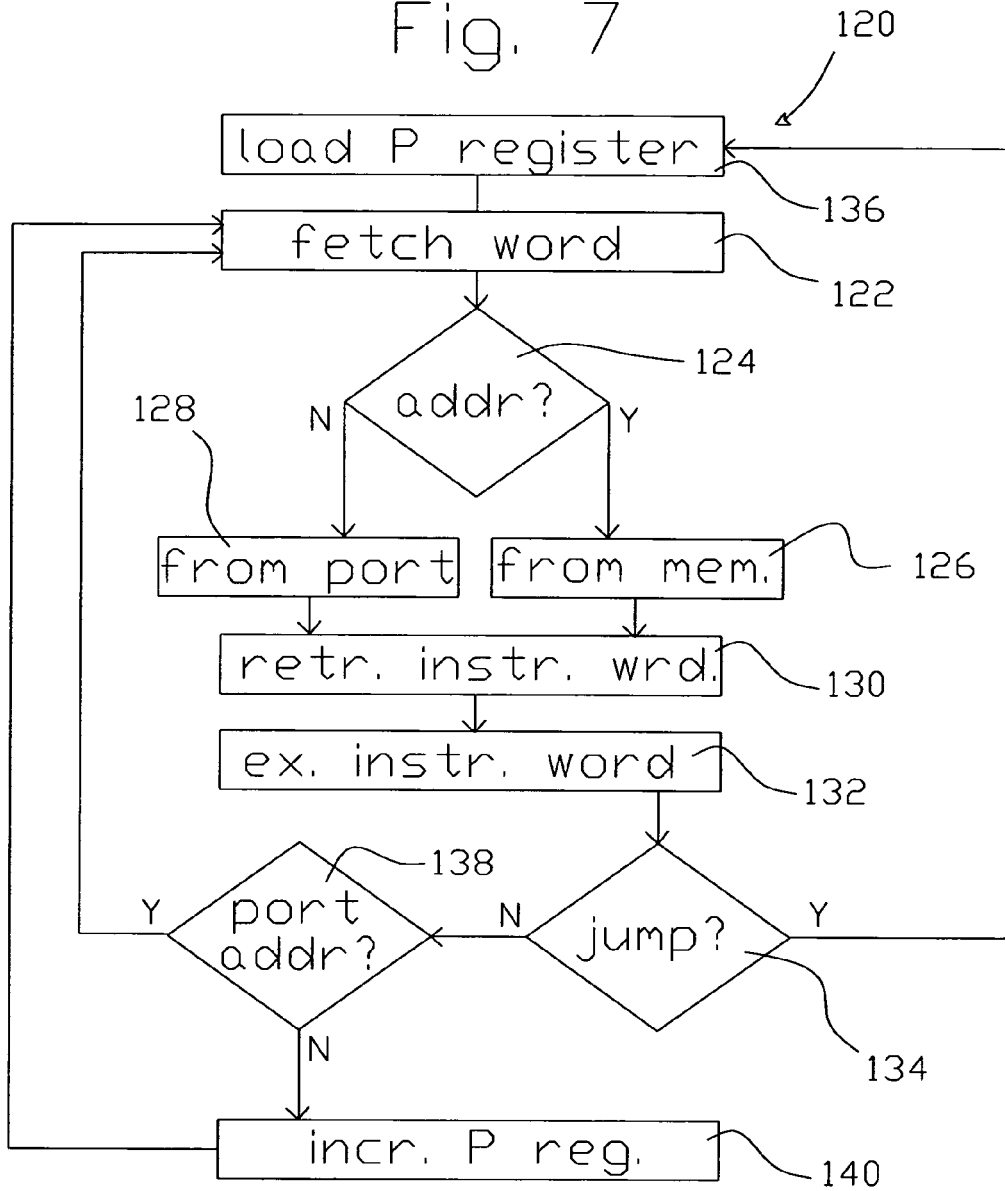 Fig. 7
120
load P register
136
fetch word
122
124
addr?
N
Y
128
from port
from mem.
126
retr. instr. wrd.
130
ex. instr. word
132
138
port
addr?
Y
N
jump?
Y
134
N
incr. P reg.
140